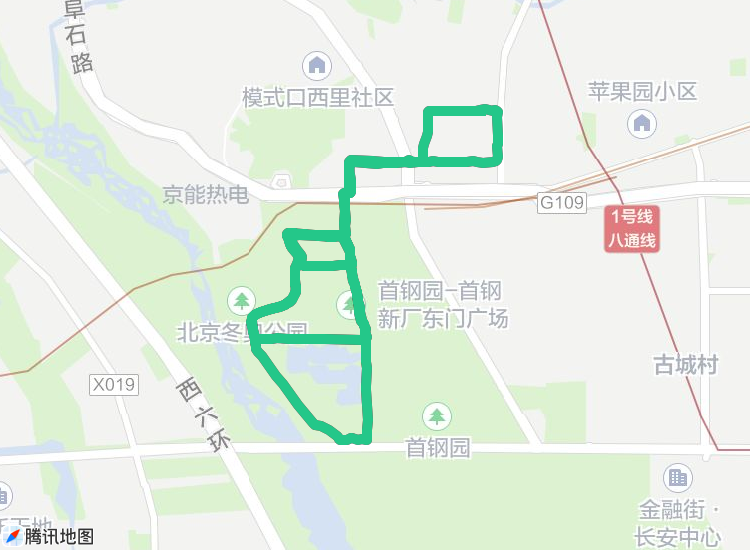 阜石路
模式口西里社区
苹果园小区
京能热电
G109
1号线
八通线
首钢园-首钢
新厂东门广场
北京冬奥公园
古城村
X019
西六环
首钢园
金融街·
长安中心
新天地
腾讯地图